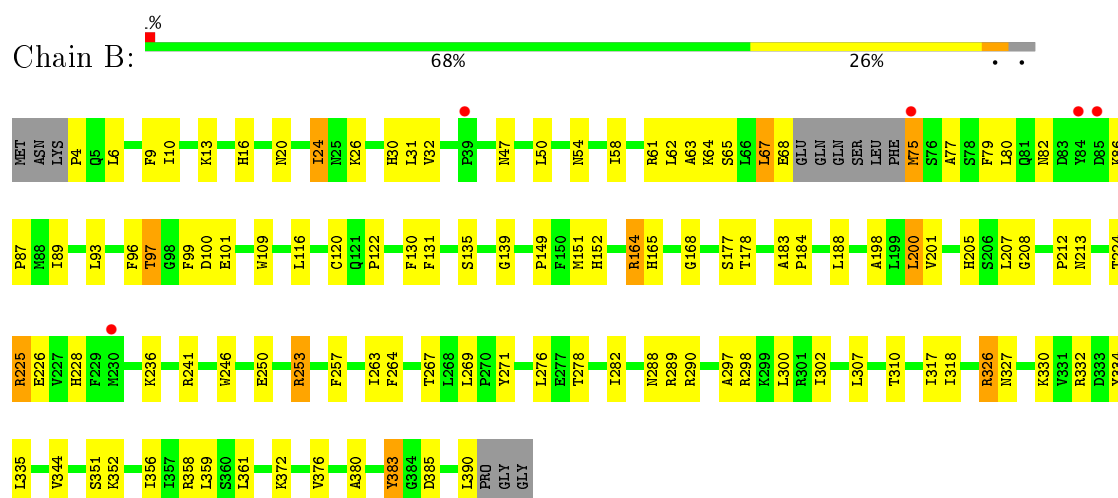 .%
Chain B:
68% 26% • •
MET ASN LYS P4 Q5 L6 F9 I10 K13 H16 N20 I24 N25 K26 H30 L31 V32 P39 N47 L50 N54 I58 R61 L62 A63 K64 S65 L66 L67 E68 GLU GLN GLN SER LEU PHE M75 S76 A77 S78 F79 L80 Q81 N82 D83 Y84 D85 K86
P87 M88 I89 L93 F96 T97 G98 F99 D100 E101 W109 L116 C120 Q121 P122 F130 F131 S135 G139 P149 F150 M151 H152 R164 H165 G168 S177 T178 A183 P184 L188 A198 L199 L200 V201 H205 S206 L207 G208 P212 N213 T224
R225 E226 V227 H228 F229 M230 K236 R241 W246 E250 R253 F257 I263 F264 T267 L268 L269 P270 Y271 L276 E277 T278 I282 N288 R289 R290 A297 R298 K299 L300 R301 I302 L307 T310 I317 I318 R326 N327 K330 V331 R332 D333 Y334
L335 V344 S351 K352 I356 I357 R358 L359 S360 L361 K372 V376 A380 Y383 G384 D385 L390 PRO GLY GLY